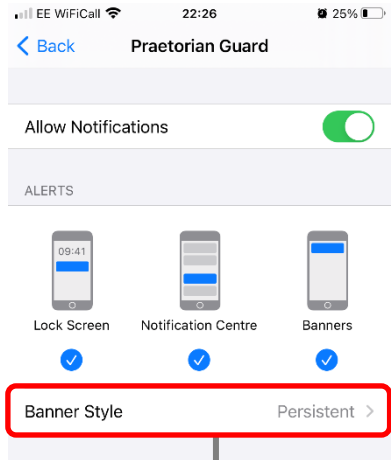 EE WiFiCall 22:26 25%
Back Praetorian Guard
Allow Notifications
ALERTS
09:41
Lock Screen Notification Centre Banners
Banner Style Persistent